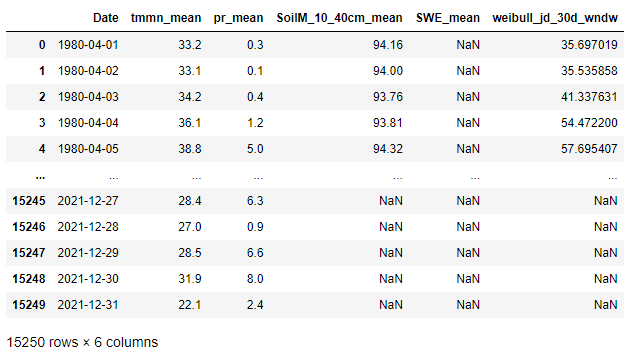 Date tmmn_mean pr_mean SoilM_10_40cm_mean SWE_mean weibull_jd_30d_wndw
0 1980-04-01 33.2 0.3 94.16 NaN 35.697019
1 1980-04-02 33.1 0.1 94.00 NaN 35.535858
2 1980-04-03 34.2 0.4 93.76 NaN 41.337631
3 1980-04-04 36.1 1.2 93.81 NaN 54.472200
4 1980-04-05 38.8 5.0 94.32 NaN 57.695407
... ... ... ... ... ... ...
15245 2021-12-27 28.4 6.3 NaN NaN NaN
15246 2021-12-28 27.0 0.9 NaN NaN NaN
15247 2021-12-29 28.5 6.6 NaN NaN NaN
15248 2021-12-30 31.9 8.0 NaN NaN NaN
15249 2021-12-31 22.1 2.4 NaN NaN NaN
15250 rows × 6 columns